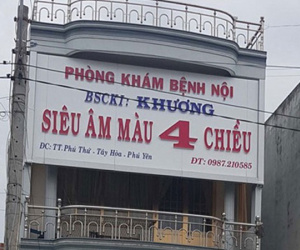 PHÒNG KHÁM BỆNH NỘI
BSCKI: KHƯƠNG
SIÊU ÂM MÀU 4 CHIỀU
ĐC: TT. Phú Thứ - Tây Hòa - Phú Yên
ĐT: 0987.210585